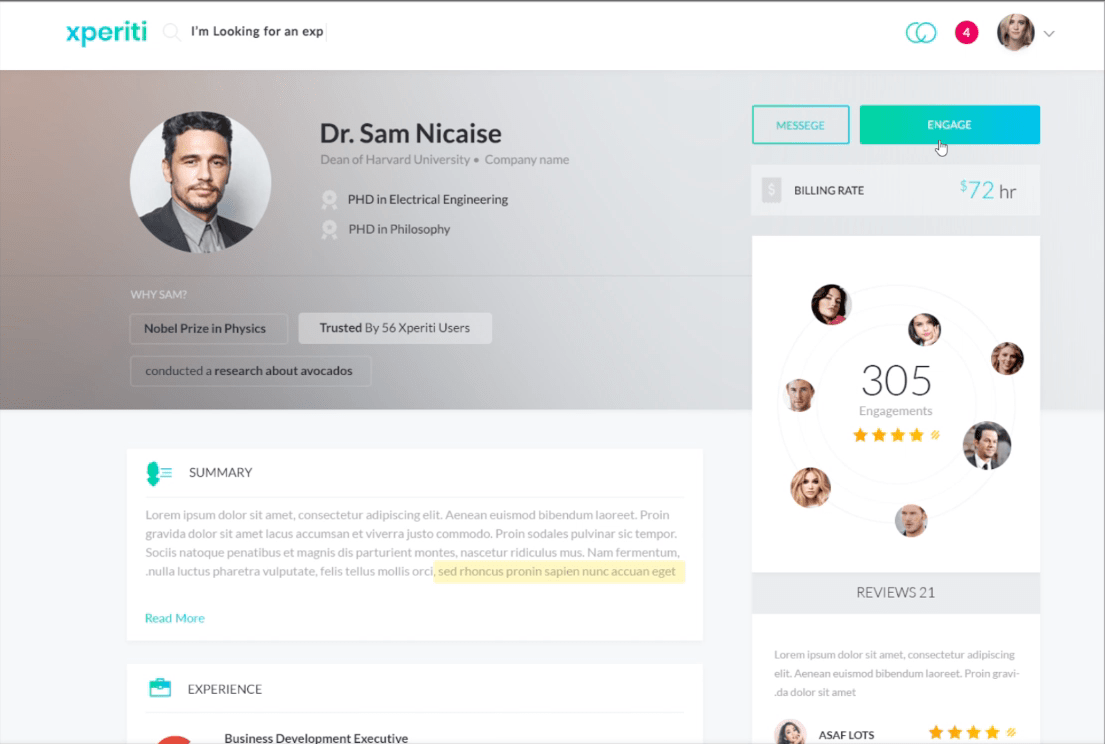 xperiti
I'm Looking for an exp
4
Dr. Sam Nicaise
Dean of Harvard University • Company name
PHD in Electrical Engineering
PHD in Philosophy
WHY SAM?
Nobel Prize in Physics
Trusted By 56 Xperiti Users
conducted a research about avocados
MESSEGE
ENGAGE
$
BILLING RATE
$72 hr
305
Engagements
SUMMARY
Lorem ipsum dolor sit amet, consectetur adipiscing elit. Aenean euismod bibendum laoreet. Proin
gravida dolor sit amet lacus accumsan et viverra justo commodo. Proin sodales pulvinar sic tempor.
Sociis natoque penatibus et magnis dis parturient montes, nascetur ridiculus mus. Nam fermentum,
.nulla luctus pharetra vulputate, felis tellus mollis orci, sed rhoncus pronin sapien nunc accuan eget
Read More
EXPERIENCE
Business Development Executive
REVIEWS 21
Lorem ipsum dolor sit amet, consectetur adipiscing
elit. Aenean euismod bibendum laoreet. Proin gravi-
.da dolor sit amet
ASAF LOTS